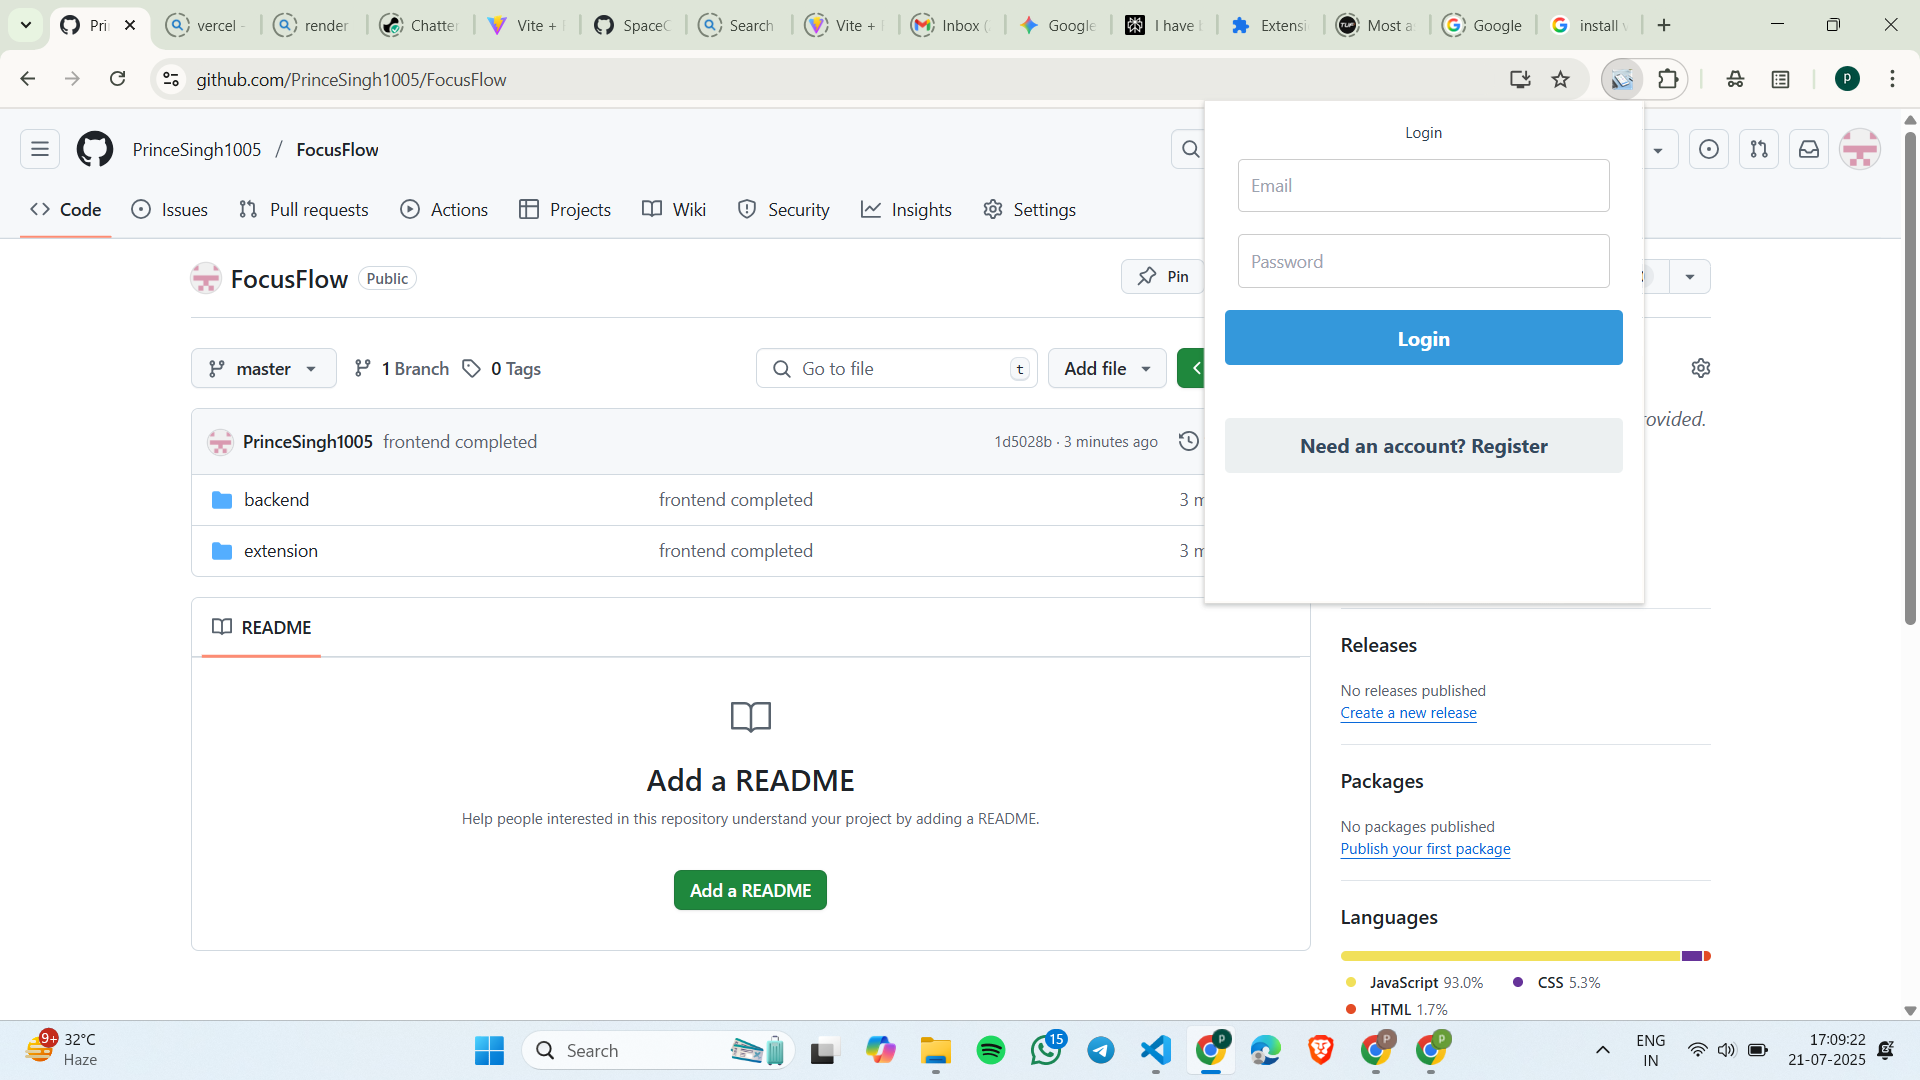 Pri
vercel -
render
Chatter
Vite +
SpaceC
Search
Vite +
Inbox (
Google
I have b
Extensi
Most a
Google
install v
github.com/PrinceSingh1005/FocusFlow
P
PrinceSingh1005 / FocusFlow
Code
Issues
Pull requests
Actions
Projects
Wiki
Security
Insights
Settings
Login
Email
Password
Login
Need an account? Register
FocusFlow
Public
Pin
master
1 Branch
0 Tags
Go to file
t
Add file
PrinceSingh1005 frontend completed
1d5028b · 3 minutes ago
ovided.
backend
frontend completed
3 m
extension
frontend completed
3 m
README
Add a README
Help people interested in this repository understand your project by adding a README.
Add a README
Releases
No releases published
Create a new release
Packages
No packages published
Publish your first package
Languages
JavaScript 93.0%
CSS 5.3%
HTML 1.7%
9+
32°C
Haze
Search
15
P
P
P
ENG
IN
17:09:22
21-07-2025